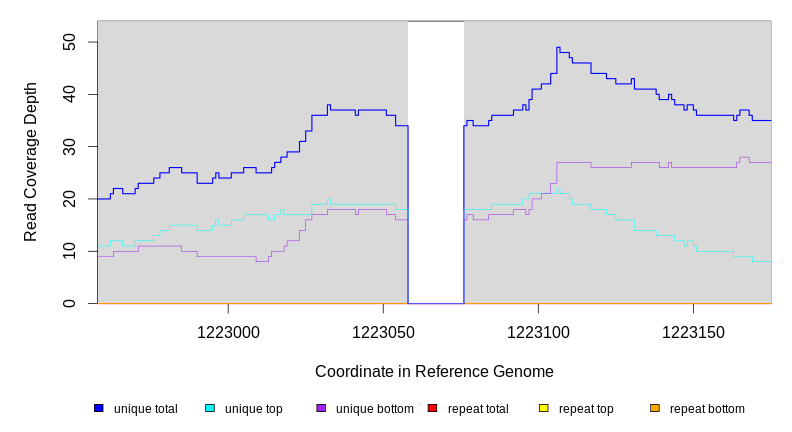 Read Coverage Depth
50
40
30
20
10
0
1223000 1223050 1223100 1223150
Coordinate in Reference Genome
unique total unique top unique bottom repeat total repeat top repeat bottom